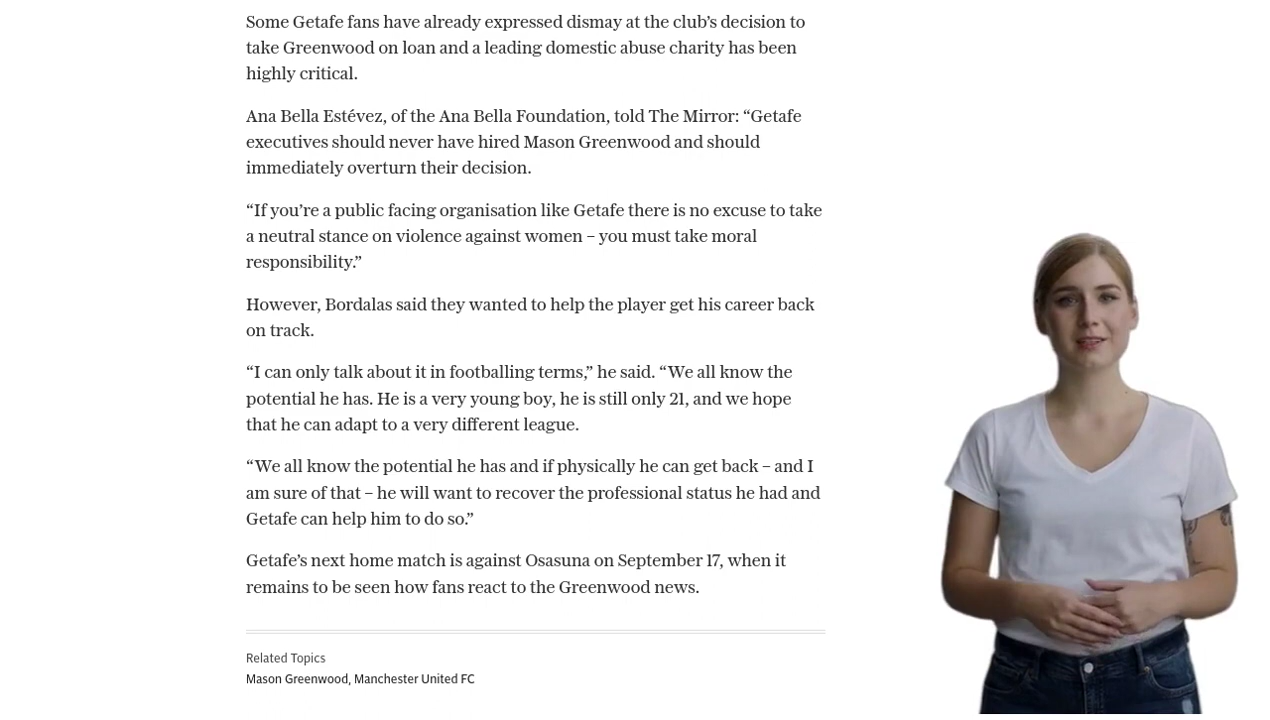 Some Getafe fans have already expressed dismay at the club’s decision to
take Greenwood on loan and a leading domestic abuse charity has been
highly critical.
Ana Bella Estévez, of the Ana Bella Foundation, told The Mirror: “Getafe
executives should never have hired Mason Greenwood and should
immediately overturn their decision.
“If you’re a public facing organisation like Getafe there is no excuse to take
a neutral stance on violence against women – you must take moral
responsibility.”
However, Bordalas said they wanted to help the player get his career back
on track.
“I can only talk about it in footballing terms,” he said. “We all know the
potential he has. He is a very young boy, he is still only 21, and we hope
that he can adapt to a very different league.
“We all know the potential he has and if physically he can get back – and I
am sure of that – he will want to recover the professional status he had and
Getafe can help him to do so.”
Getafe’s next home match is against Osasuna on September 17, when it
remains to be seen how fans react to the Greenwood news.
Related Topics
Mason Greenwood, Manchester United FC